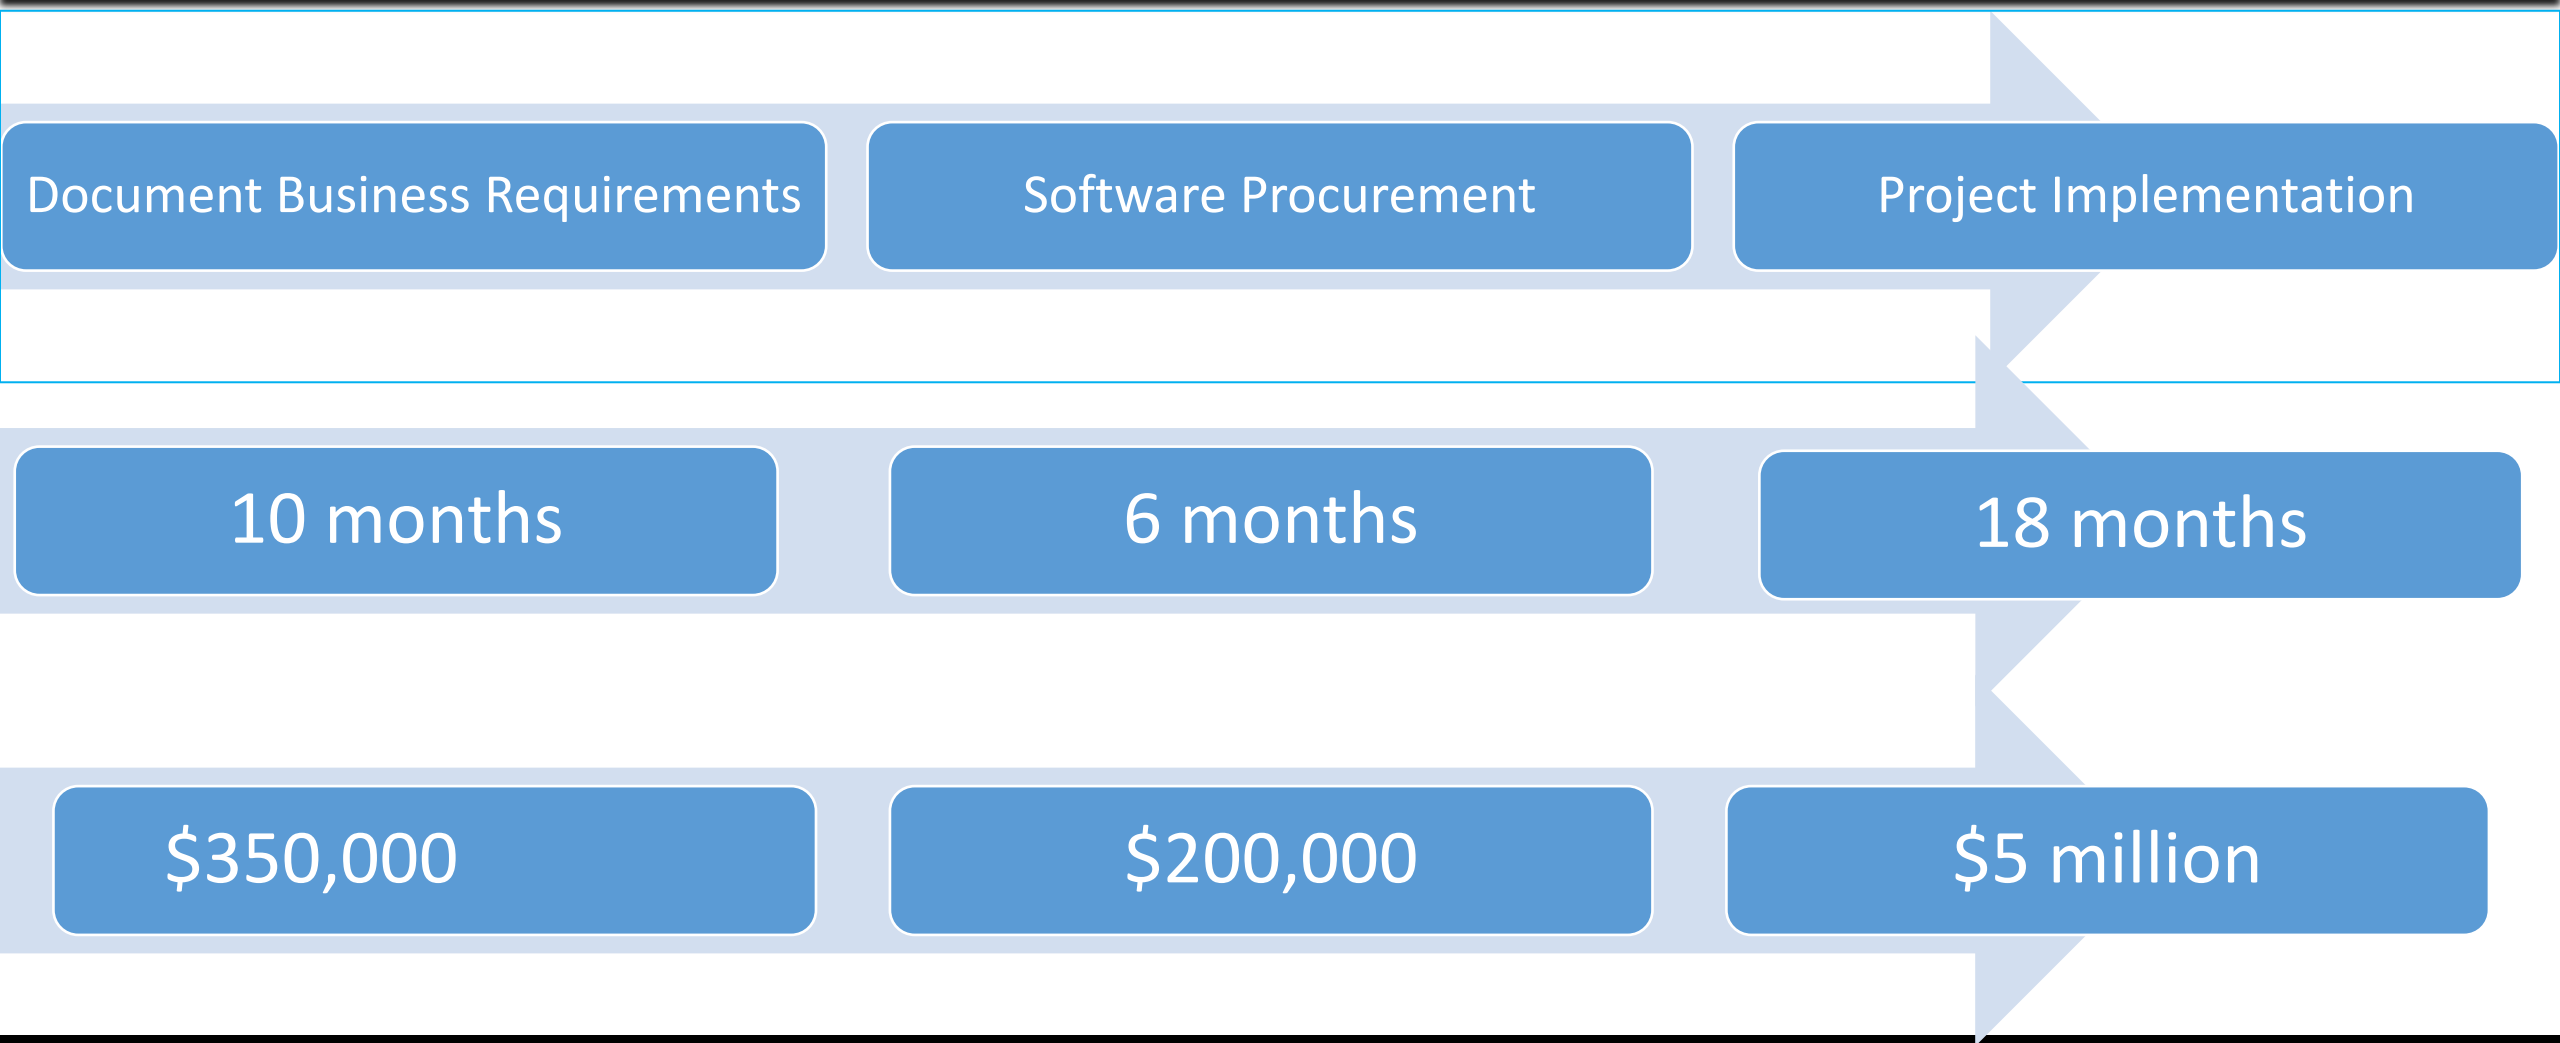 Document Business Requirements
Software Procurement
Project Implementation
10 months
6 months
18 months
$350,000
$200,000
$5 million